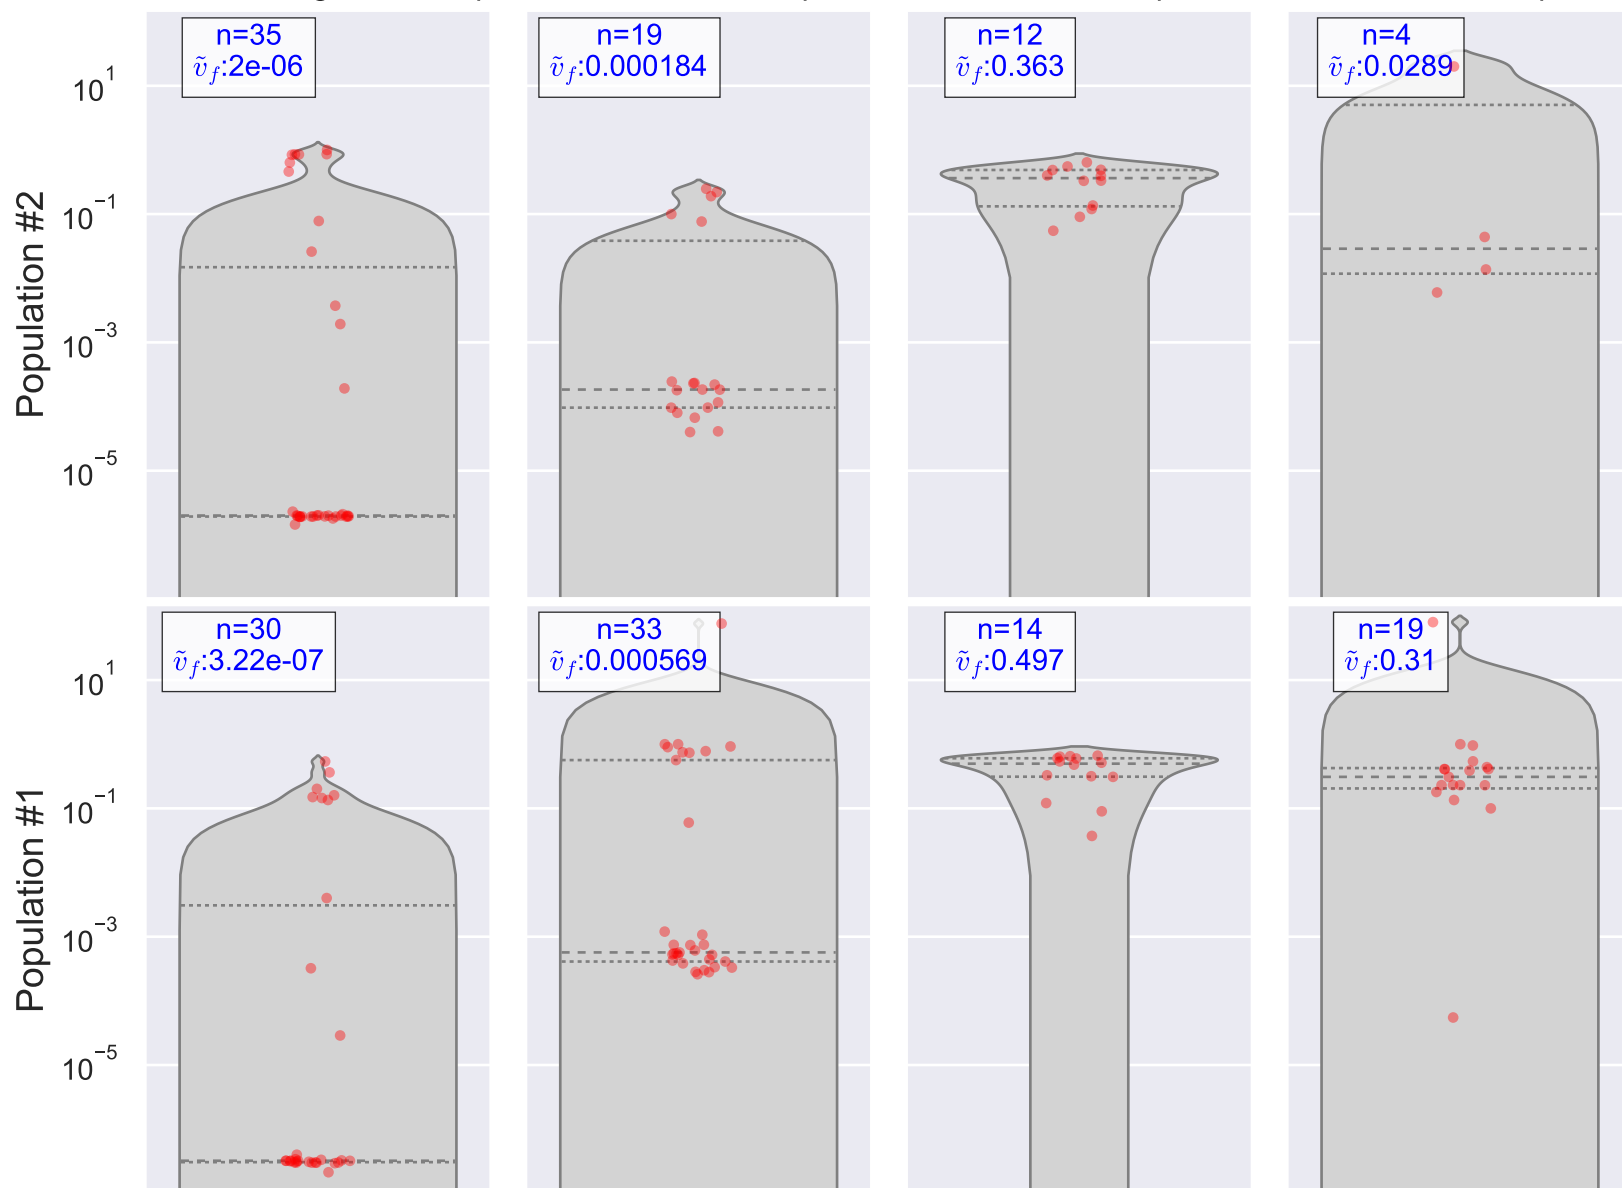 n=35
ṽf:2e-06
n=19
ṽf:0.000184
n=12
ṽf:0.363
n=4
ṽf:0.0289
10^1
10^−1
10^−3
10^−5
Population #2
n=30
ṽf:3.22e-07
n=33
ṽf:0.000569
n=14
ṽf:0.497
n=19
ṽf:0.31
10^1
10^−1
10^−3
10^−5
Population #1